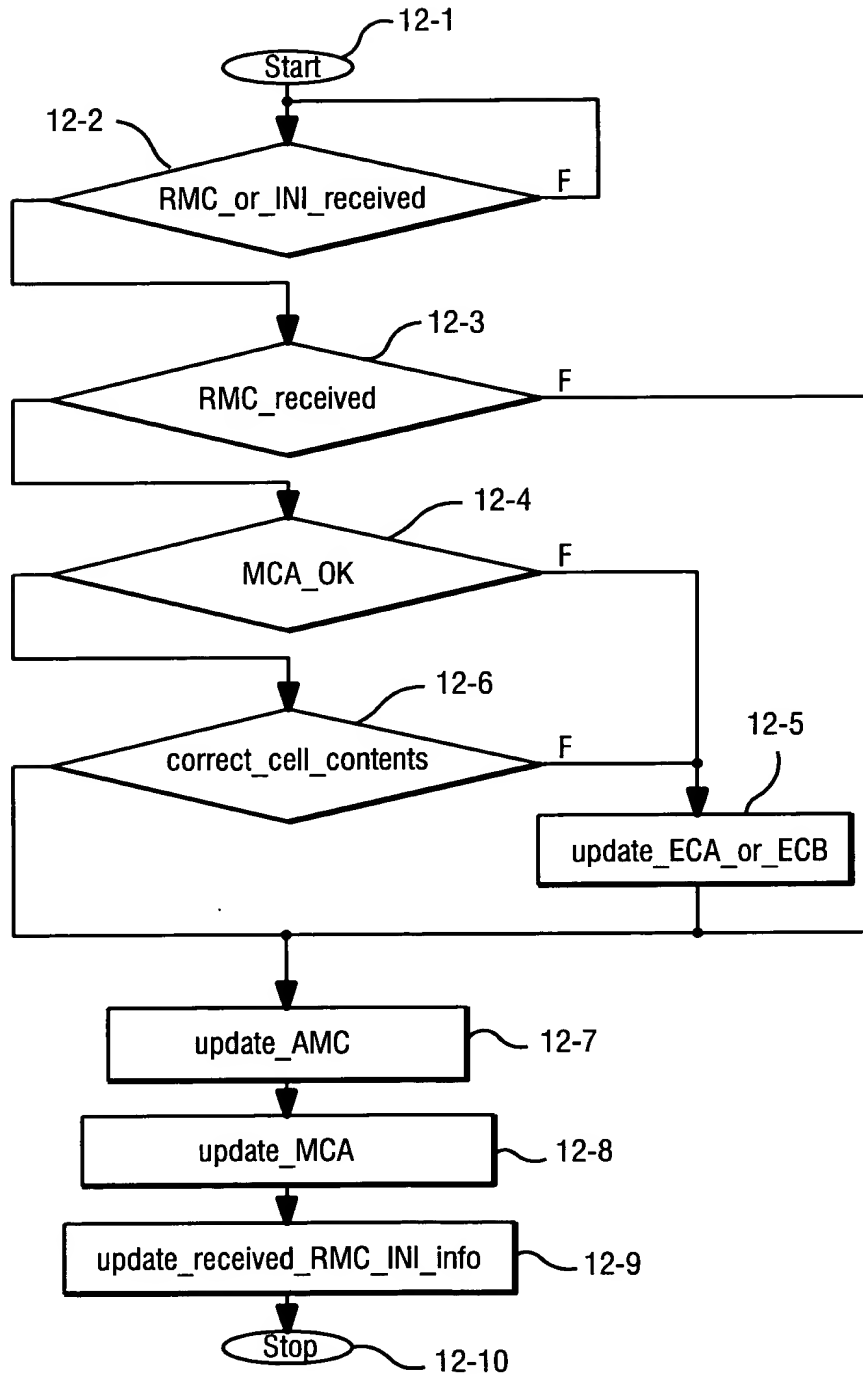 12-1
Start
12-2
RMC_or_INI_received
F
12-3
RMC_received
F
12-4
MCA_OK
F
12-6
correct_cell_contents
F
12-5
update_ECA_or_ECB
update_AMC
12-7
update_MCA
12-8
update_received_RMC_INI_info
12-9
Stop
12-10